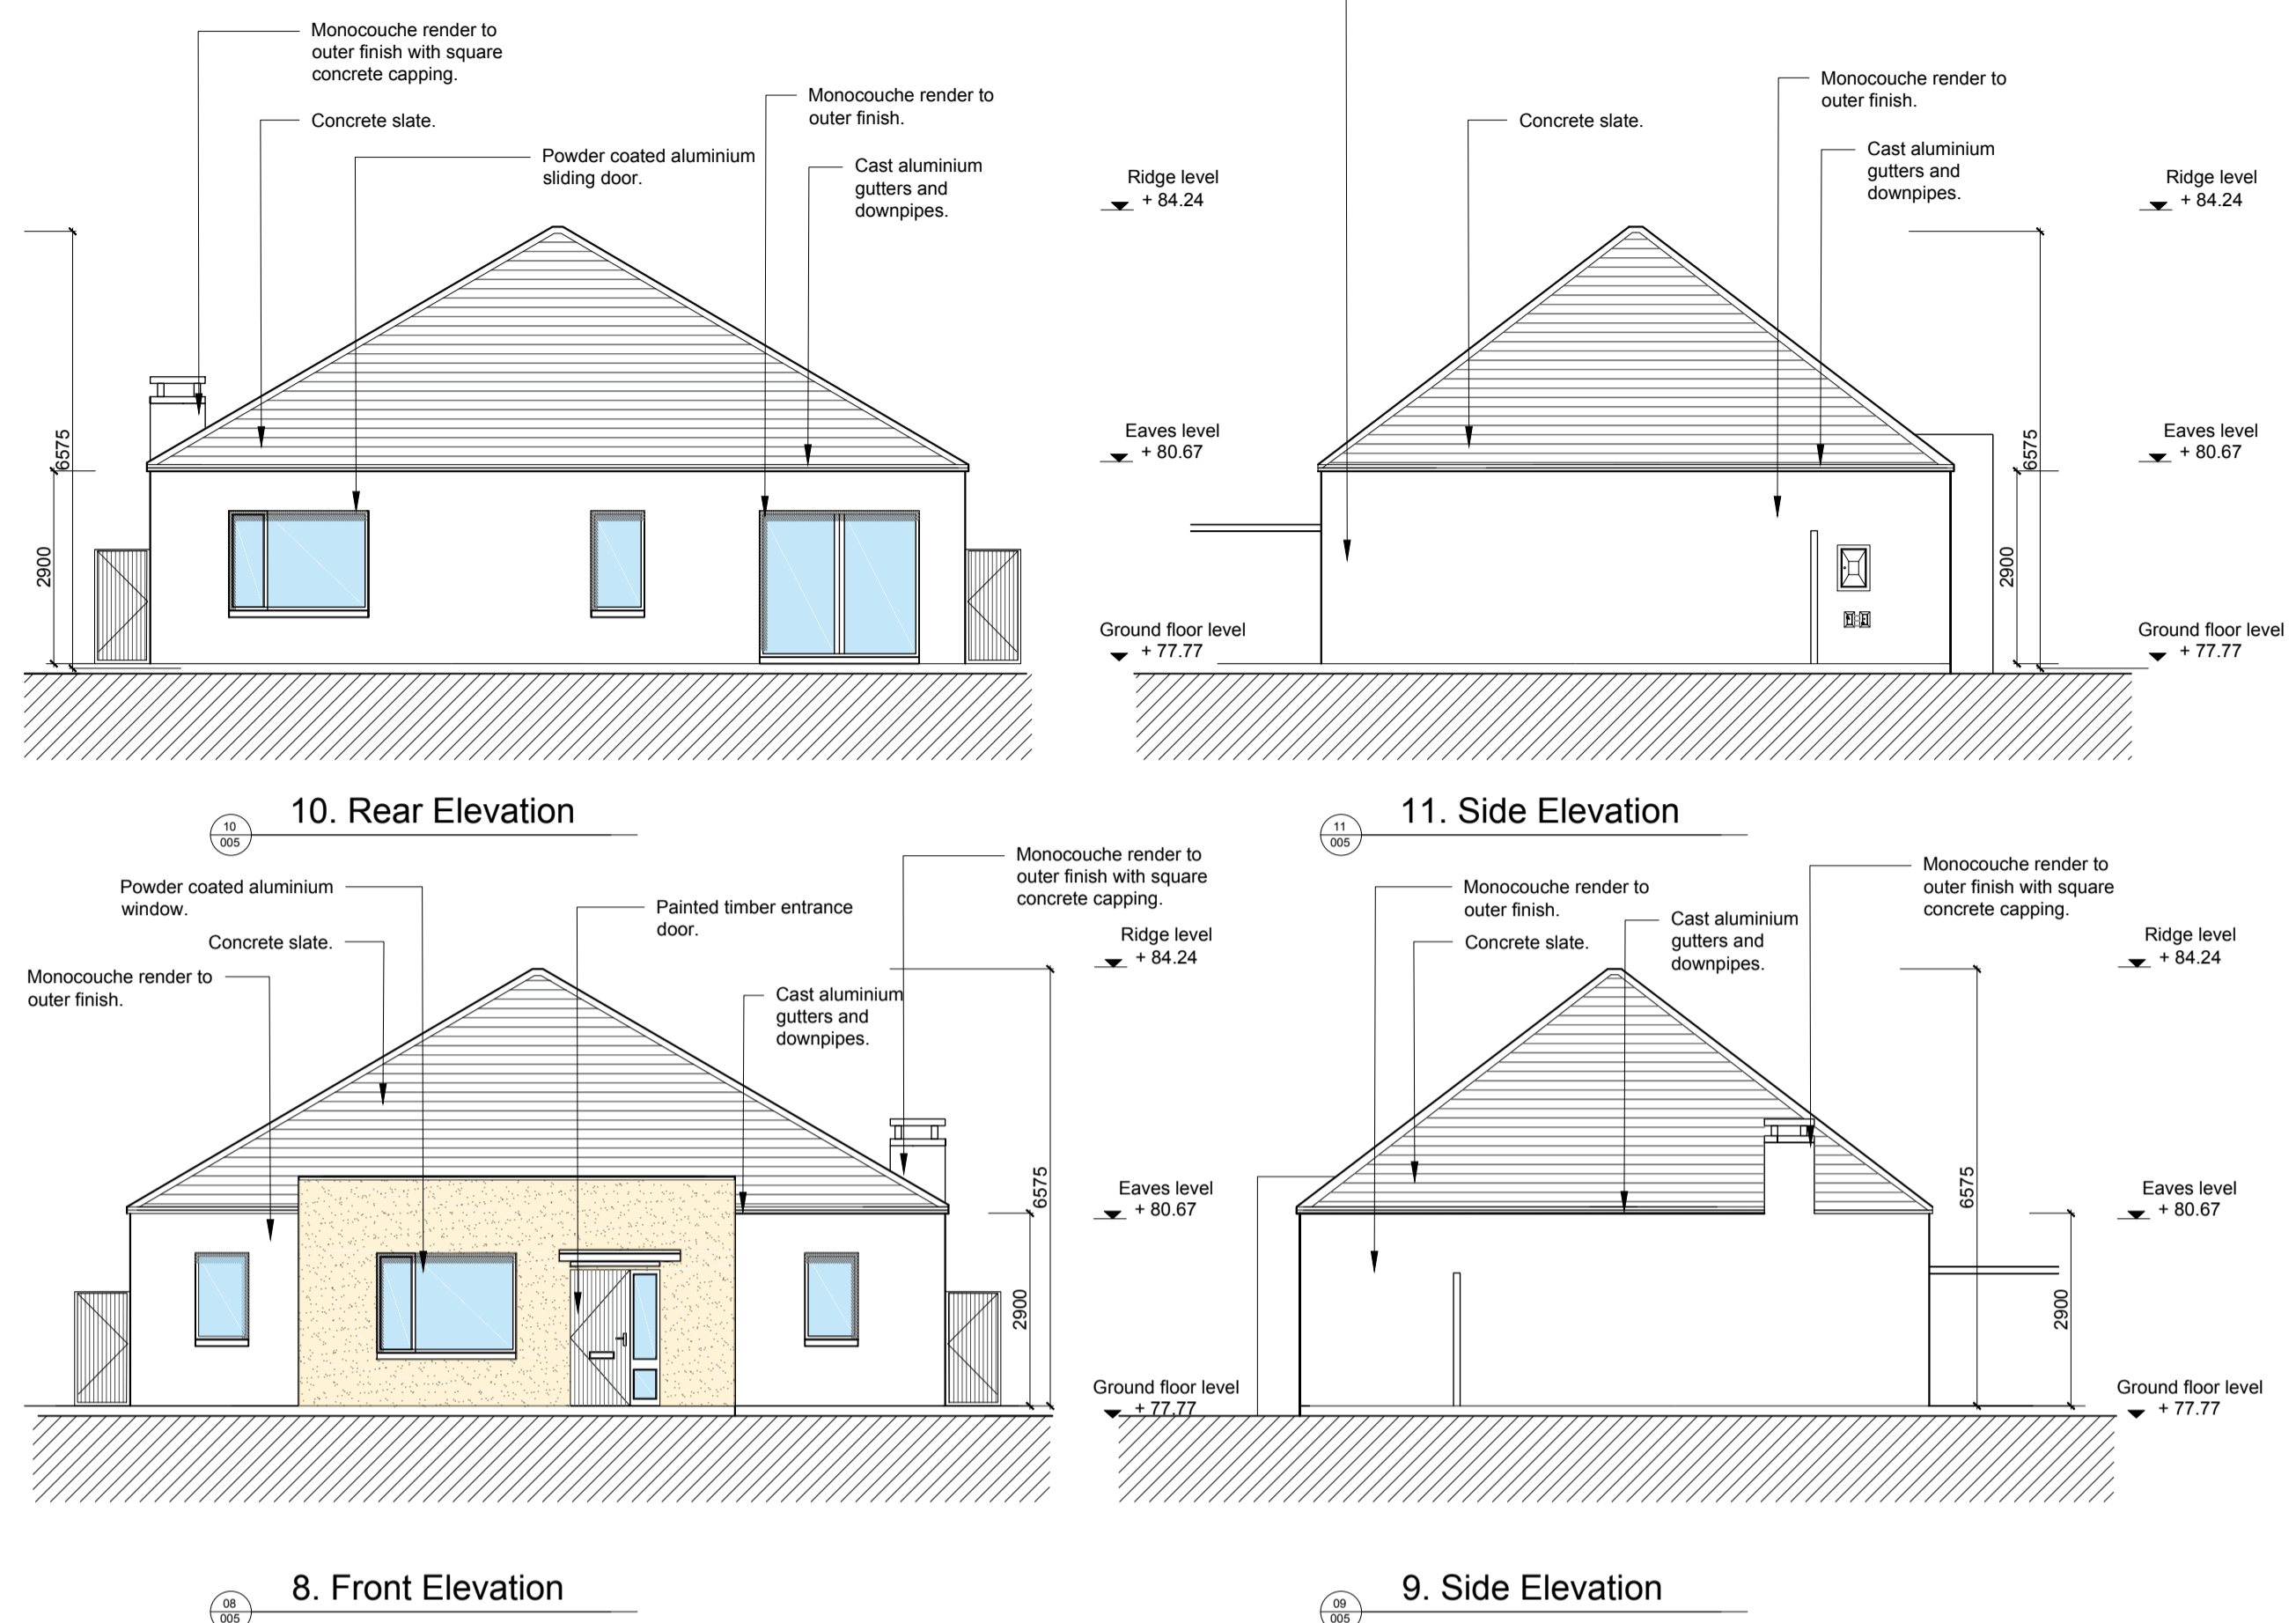 Monocouche render to
outer finish with square
concrete capping.
Concrete slate.
Powder coated aluminium
sliding door.
Monocouche render to
outer finish.
Cast aluminium
gutters and
downpipes.
Ridge level
+ 84.24
Eaves level
+ 80.67
Ground floor level
+ 77.77
6575
2900
10. Rear Elevation
10
005
Concrete slate.
Monocouche render to
outer finish.
Cast aluminium
gutters and
downpipes.
Ridge level
+ 84.24
Eaves level
+ 80.67
Ground floor level
+ 77.77
6575
2900
11. Side Elevation
11
005
Powder coated aluminium
window.
Concrete slate.
Monocouche render to
outer finish.
Painted timber entrance
door.
Cast aluminium
gutters and
downpipes.
Monocouche render to
outer finish with square
concrete capping.
Ridge level
+ 84.24
Eaves level
+ 80.67
Ground floor level
+ 77.77
6575
2900
8. Front Elevation
08
005
Monocouche render to
outer finish.
Concrete slate.
Cast aluminium
gutters and
downpipes.
Monocouche render to
outer finish with square
concrete capping.
Ridge level
+ 84.24
Eaves level
+ 80.67
Ground floor level
+ 77.77
6575
2900
9. Side Elevation
09
005